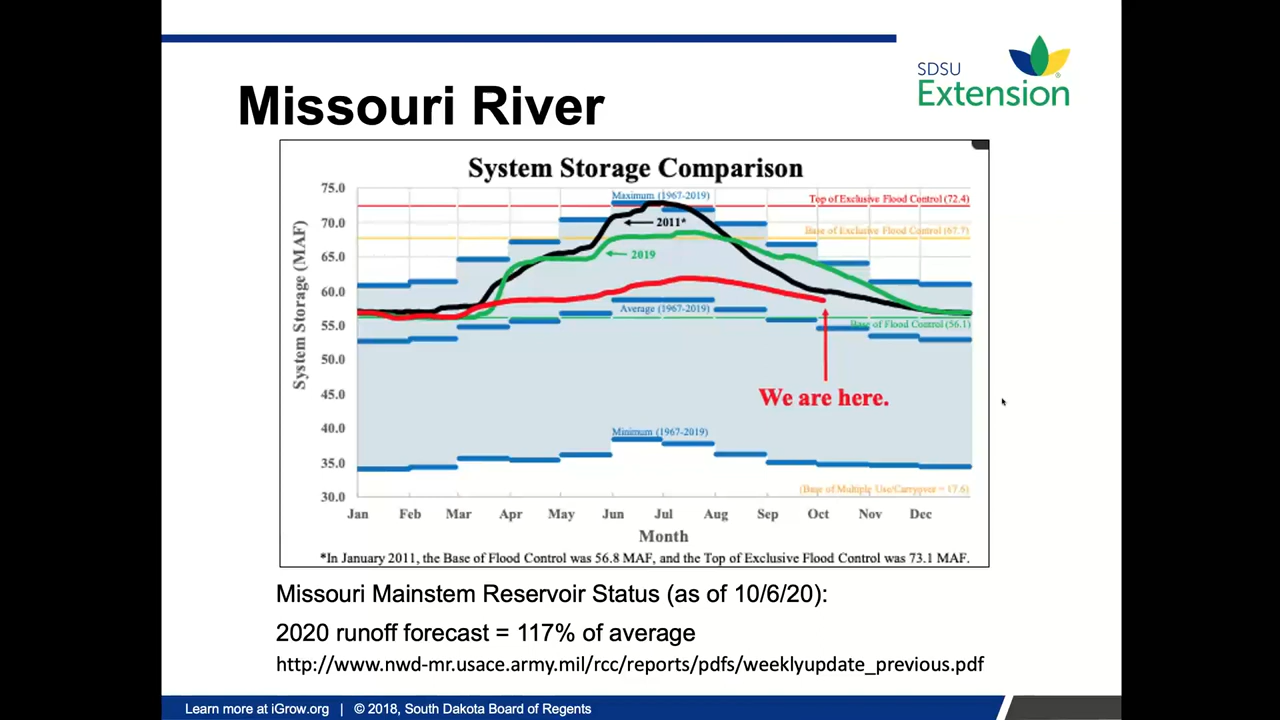 SDSU
Extension
Missouri River
System Storage Comparison
75.0
70.0
65.0
60.0
55.0
50.0
45.0
40.0
35.0
30.0
System Storage (MAF)
Maximum (1967-2019)
Top of Exclusive Flood Control (72.4)
2011*
Base of Exclusive Flood Control (67.7)
2019
Average (1967-2019)
Base of Flood Control (56.1)
We are here.
Minimum (1967-2019)
(Base of Multiple Use/Carryover = 17.6)
Jan Feb Mar Apr May Jun Jul Aug Sep Oct Nov Dec
Month
*In January 2011, the Base of Flood Control was 56.8 MAF, and the Top of Exclusive Flood Control was 73.1 MAF.
Missouri Mainstem Reservoir Status (as of 10/6/20):
2020 runoff forecast = 117% of average
http://www.nwd-mr.usace.army.mil/rcc/reports/pdfs/weeklyupdate_previous.pdf
Learn more at iGrow.org | © 2018, South Dakota Board of Regents